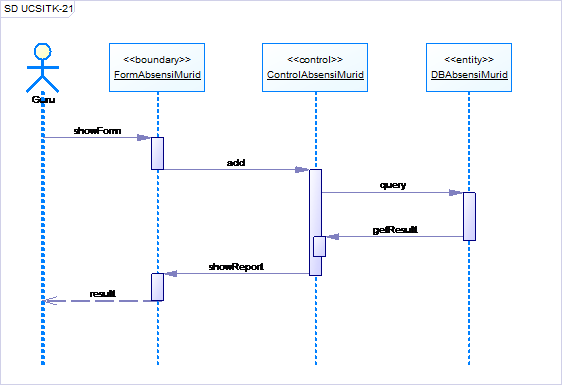 SD UCSITK-21
<<boundary>>
FormAbsensiMurid
<<control>>
ControlAbsensiMurid
<<entity>>
DBAbsensiMurid
Guru
showForm
add
query
getResult
showReport
result